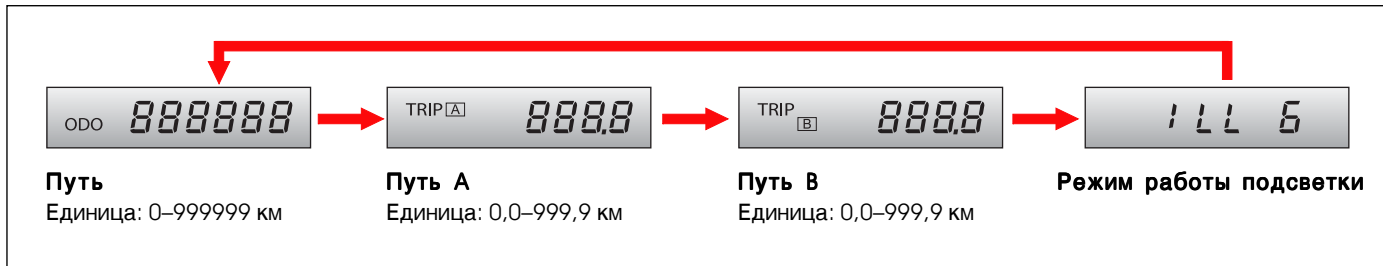 ODO 888888
TRIP A 888.8
TRIP B 888.8
ILL 6
Путь
Единица: 0–999999 км
Путь A
Единица: 0,0–999,9 км
Путь B
Единица: 0,0–999,9 км
Режим работы подсветки